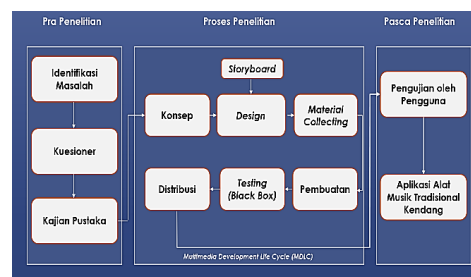 Pra Penelitian
Identifikasi
Masalah
Kuesioner
Kajian Pustaka
Proses Penelitian
Storyboard
Konsep
Design
Material
Collecting
Distribusi
Testing
(Black Box)
Pembuatan
Multimedia Development Life Cycle (MDLC)
Pasca Penelitian
Pengujian oleh
Pengguna
Aplikasi Alat
Musik Tradisional
Kendang